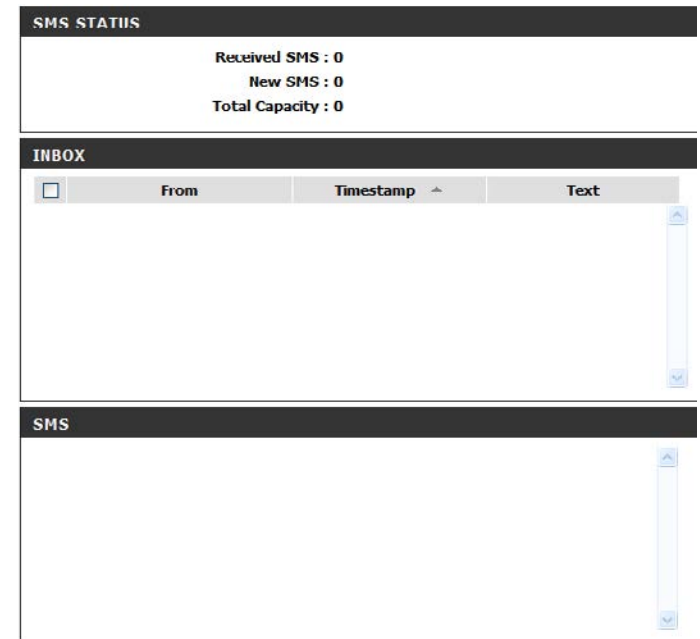 SMS STATUS
Received SMS : 0
New SMS : 0
Total Capacity : 0
INBOX
From Timestamp Text
SMS